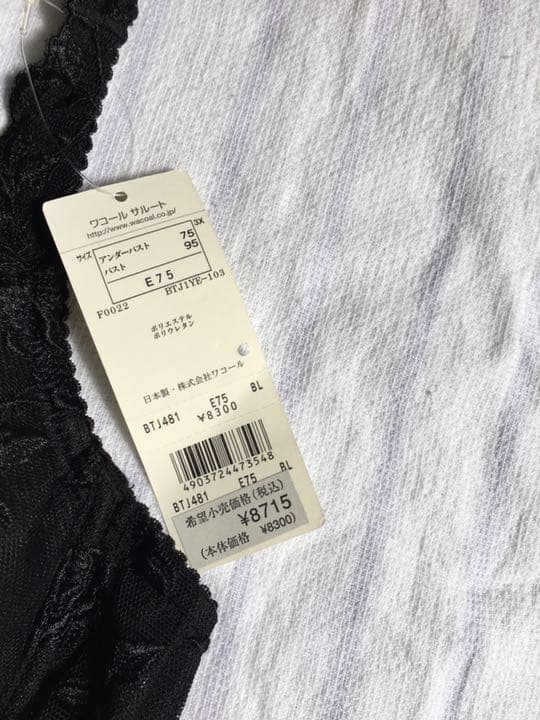 ワコール サルート
http://www.wacoal.co.jp/
3X
サイズ アンダーバスト 75
バスト 95
E75
F0022 BTJ1YE-103
ポリエステル
ポリウレタン
日本製・株式会社ワコール
BTJ481 E75 BL
¥8300
4903724473548
BTJ481 E75 BL
希望小売価格(税込)
¥8715
(本体価格 ¥8300)